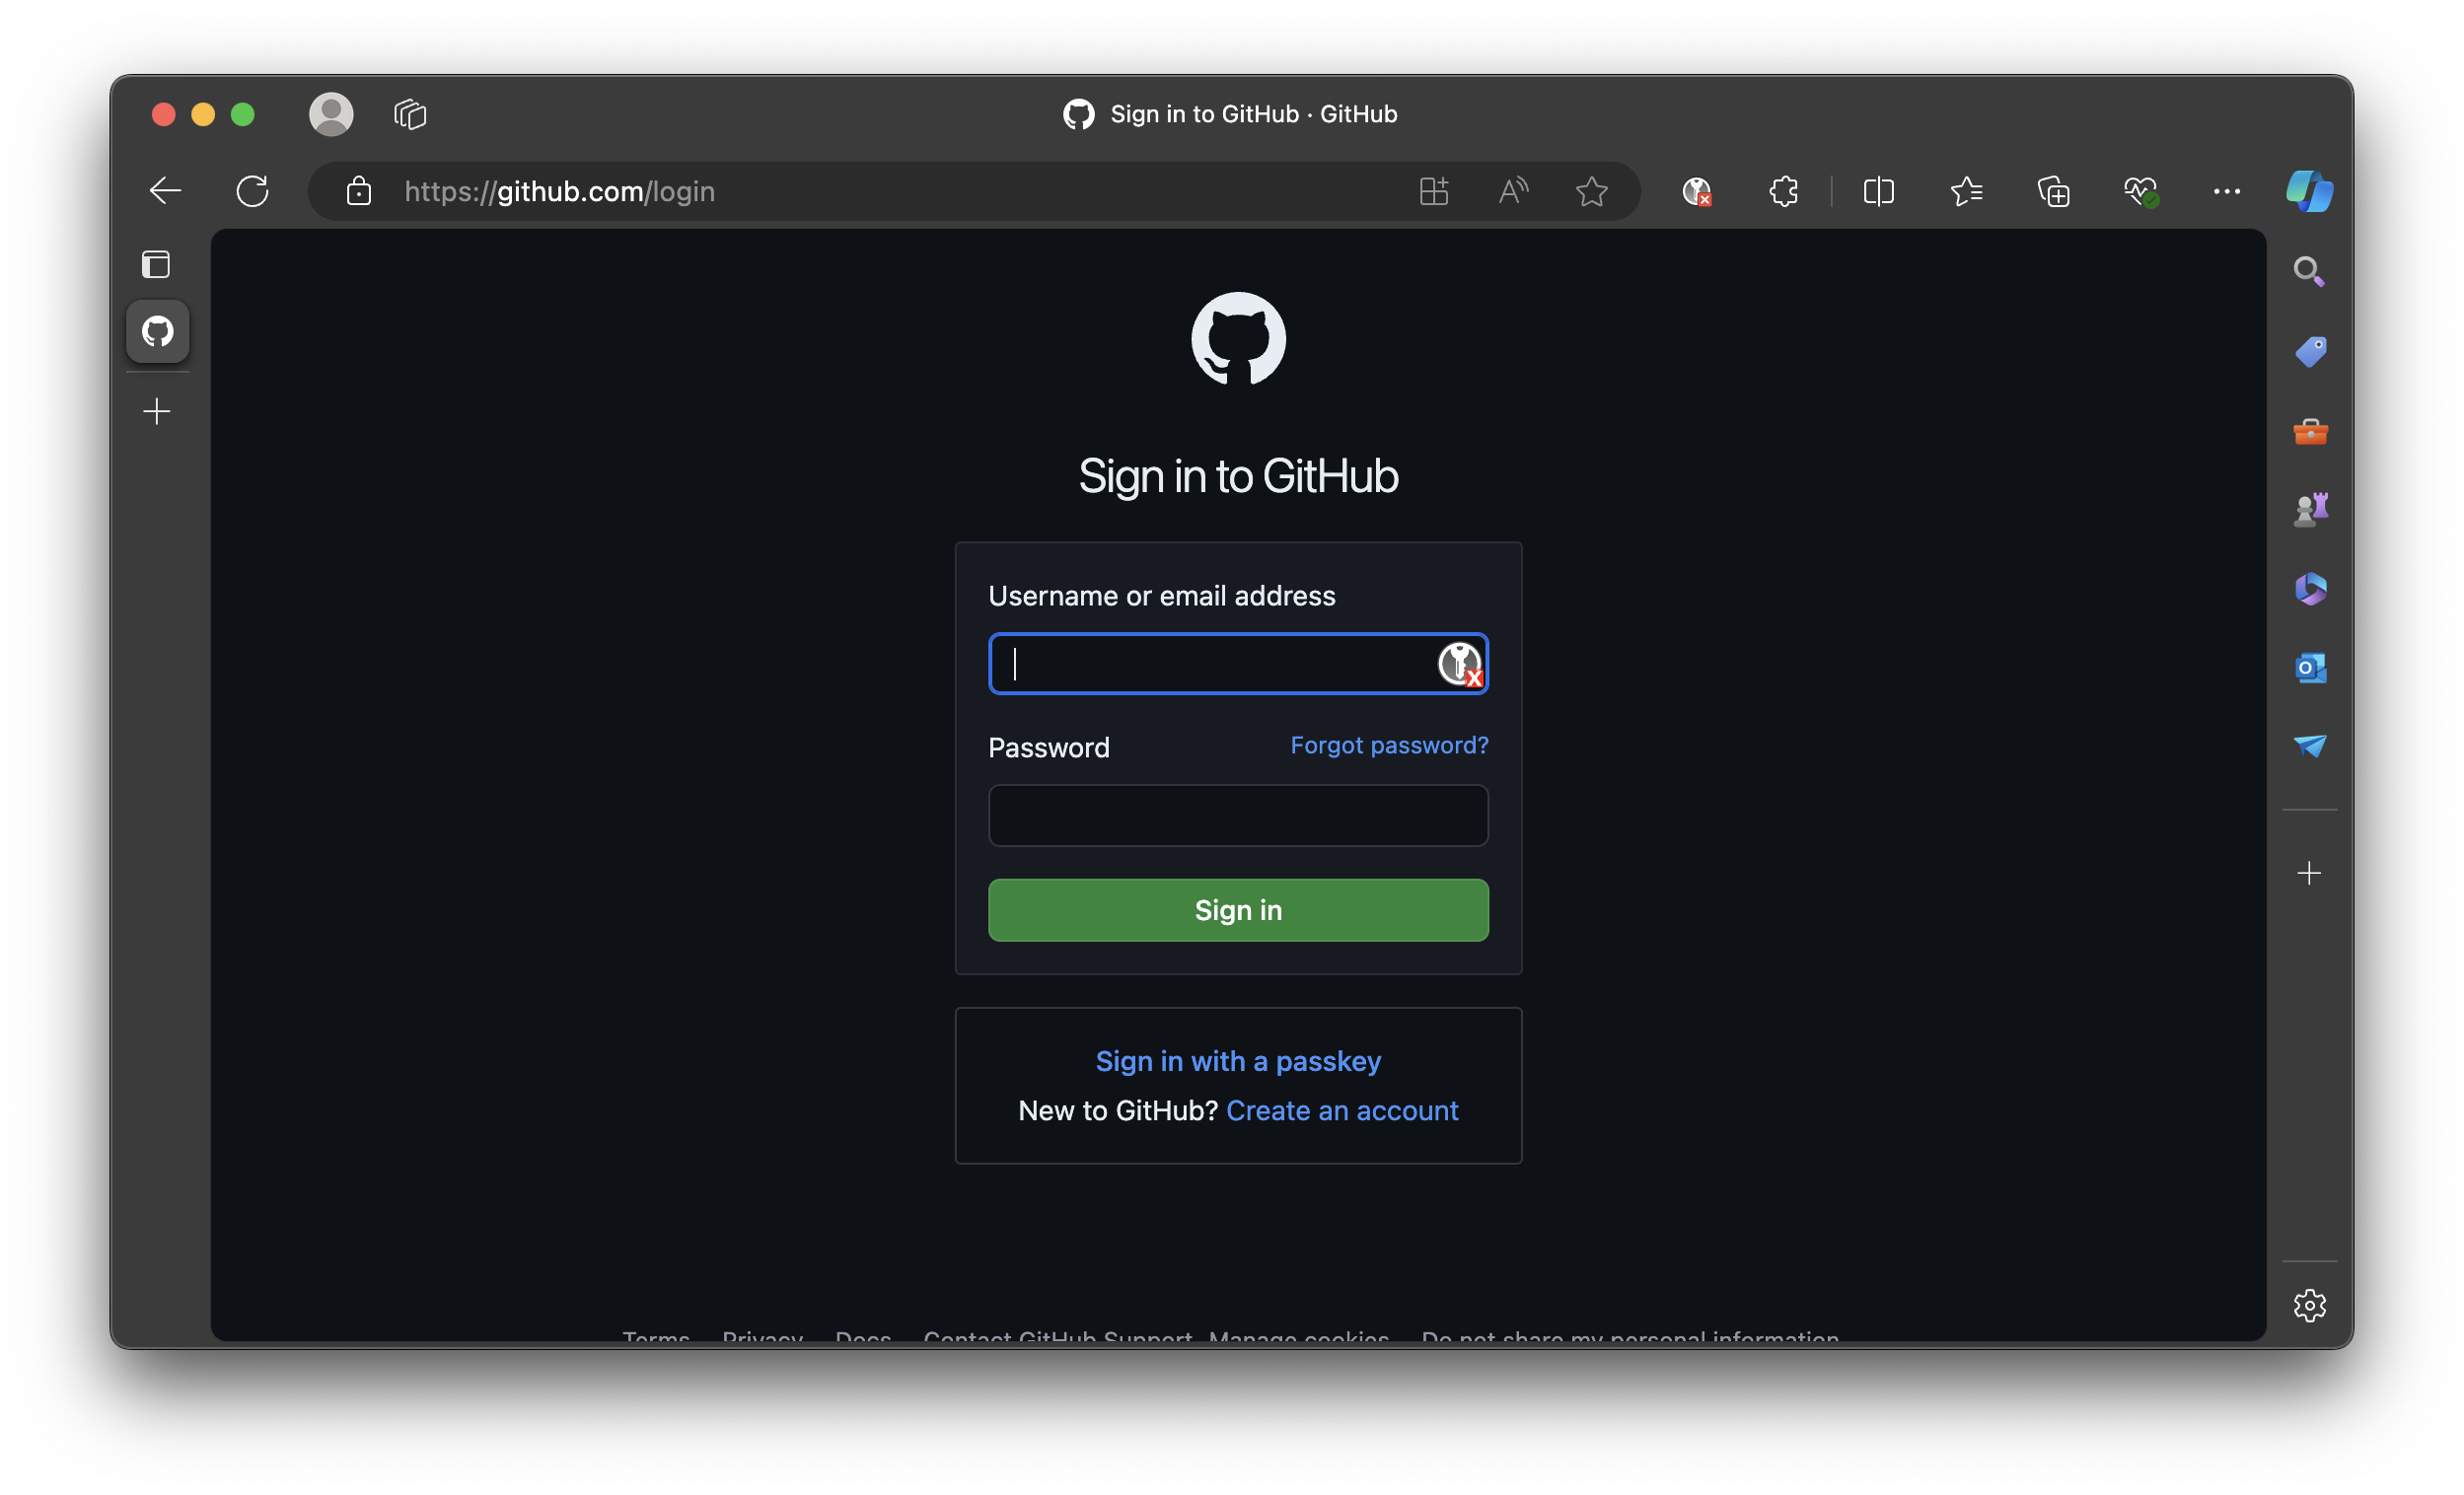 Sign in to GitHub · GitHub
https://github.com/login
Sign in to GitHub
Username or email address
Password
Forgot password?
Sign in
Sign in with a passkey
New to GitHub? Create an account
Terms Privacy Docs Contact GitHub Support Manage cookies Do not share my personal information